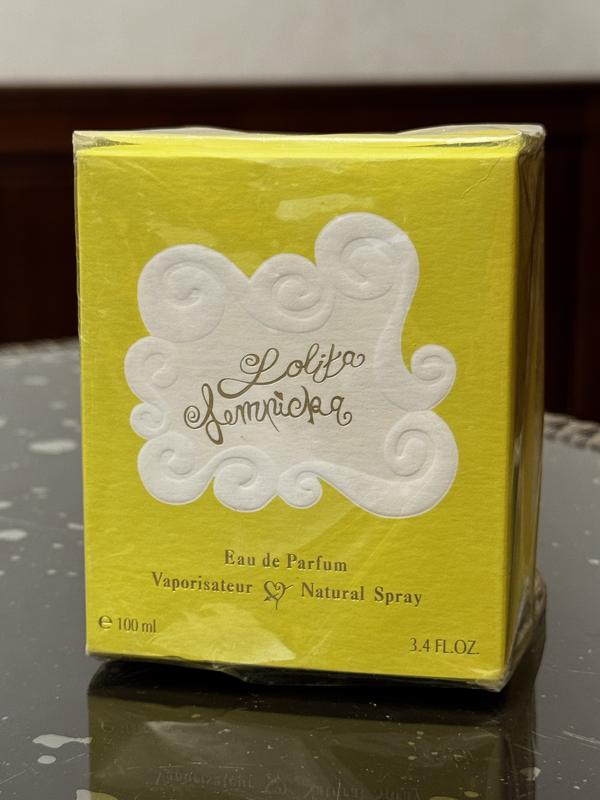 Lolita
Lempicka
Eau de Parfum
Vaporisateur Natural Spray
℮ 100 ml
3.4 FL.OZ.